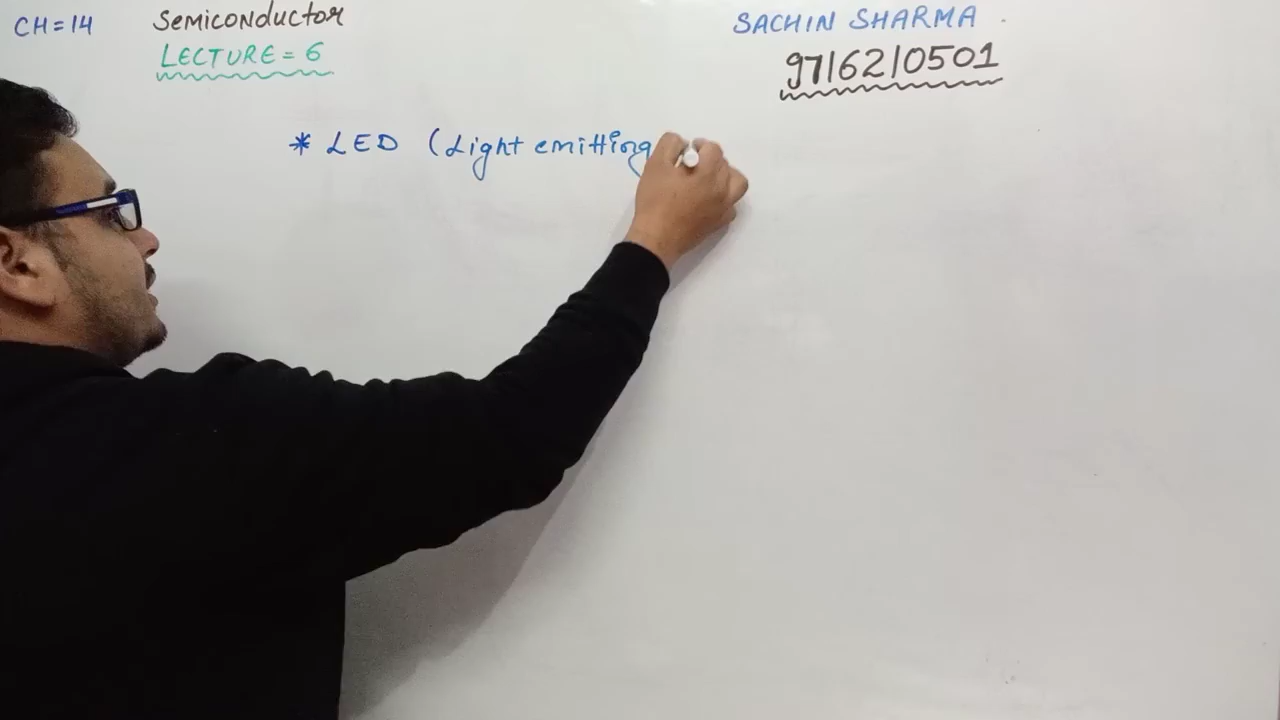 CH = 14
Semiconductor
LECTURE = 6
SACHIN SHARMA
9716210501
* LED (Light emitting